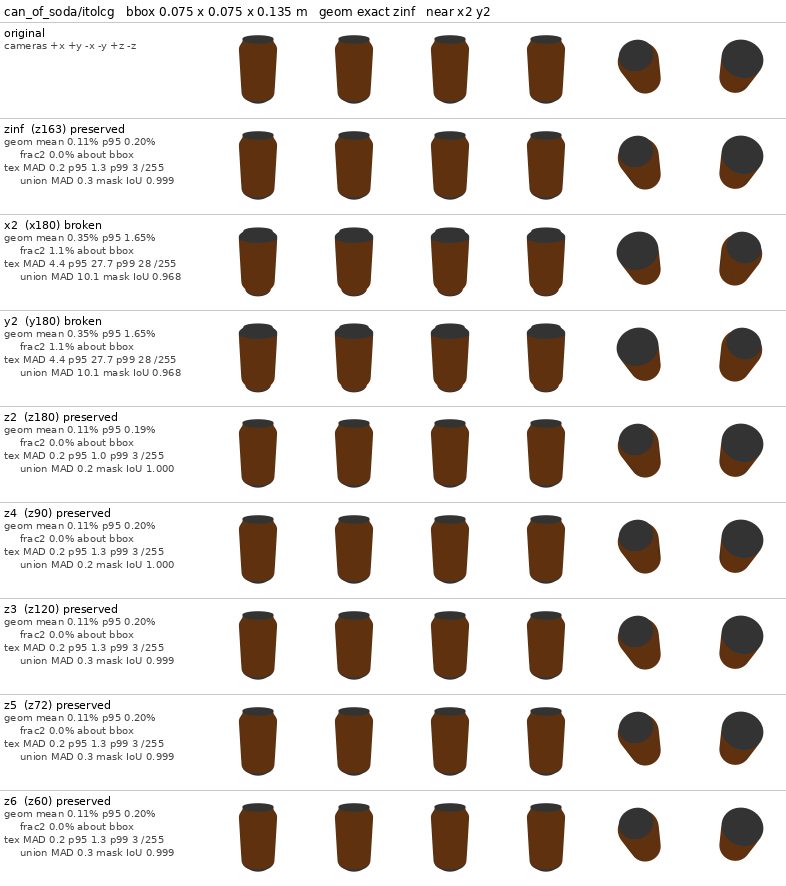 can_of_soda/itolcg bbox 0.075 x 0.075 x 0.135 m geom exact zinf near x2 y2
original
cameras +x +y -x -y +z -z
zinf (z163) preserved
geom mean 0.11% p95 0.20%
frac2 0.0% about bbox
tex MAD 0.2 p95 1.3 p99 3 /255
union MAD 0.3 mask IoU 0.999
x2 (x180) broken
geom mean 0.35% p95 1.65%
frac2 1.1% about bbox
tex MAD 4.4 p95 27.7 p99 28 /255
union MAD 10.1 mask IoU 0.968
y2 (y180) broken
geom mean 0.35% p95 1.65%
frac2 1.1% about bbox
tex MAD 4.4 p95 27.7 p99 28 /255
union MAD 10.1 mask IoU 0.968
z2 (z180) preserved
geom mean 0.11% p95 0.19%
frac2 0.0% about bbox
tex MAD 0.2 p95 1.0 p99 3 /255
union MAD 0.2 mask IoU 1.000
z4 (z90) preserved
geom mean 0.11% p95 0.20%
frac2 0.0% about bbox
tex MAD 0.2 p95 1.3 p99 3 /255
union MAD 0.2 mask IoU 1.000
z3 (z120) preserved
geom mean 0.11% p95 0.20%
frac2 0.0% about bbox
tex MAD 0.2 p95 1.3 p99 3 /255
union MAD 0.3 mask IoU 0.999
z5 (z72) preserved
geom mean 0.11% p95 0.20%
frac2 0.0% about bbox
tex MAD 0.2 p95 1.3 p99 3 /255
union MAD 0.3 mask IoU 0.999
z6 (z60) preserved
geom mean 0.11% p95 0.20%
frac2 0.0% about bbox
tex MAD 0.2 p95 1.3 p99 3 /255
union MAD 0.3 mask IoU 0.999